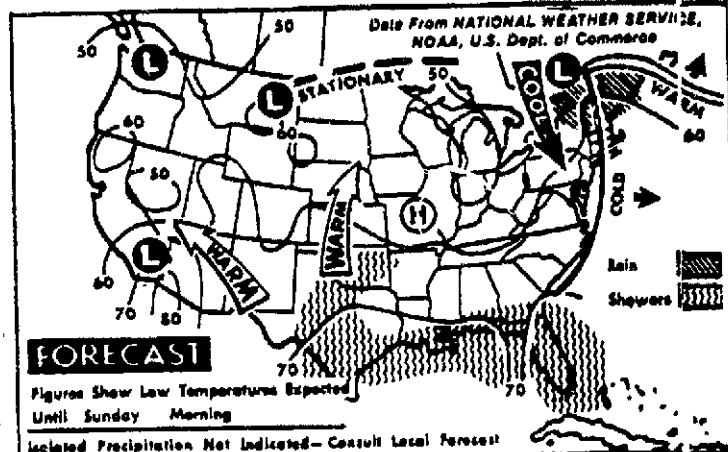 Data From NATIONAL WEATHER SERVICE,
NOAA, U.S. Dept. of Commerce
50
50
L
L
STATIONARY
50
COOL
L
WARM
60
60
60
50
COLD
H
WARM
WARM
L
60
70
80
Rain
Showers
70
70
FORECAST
Figures Show Low Temperatures Expected
Until Sunday Morning
Isolated Precipitation Not Indicated – Consult Local Forecast